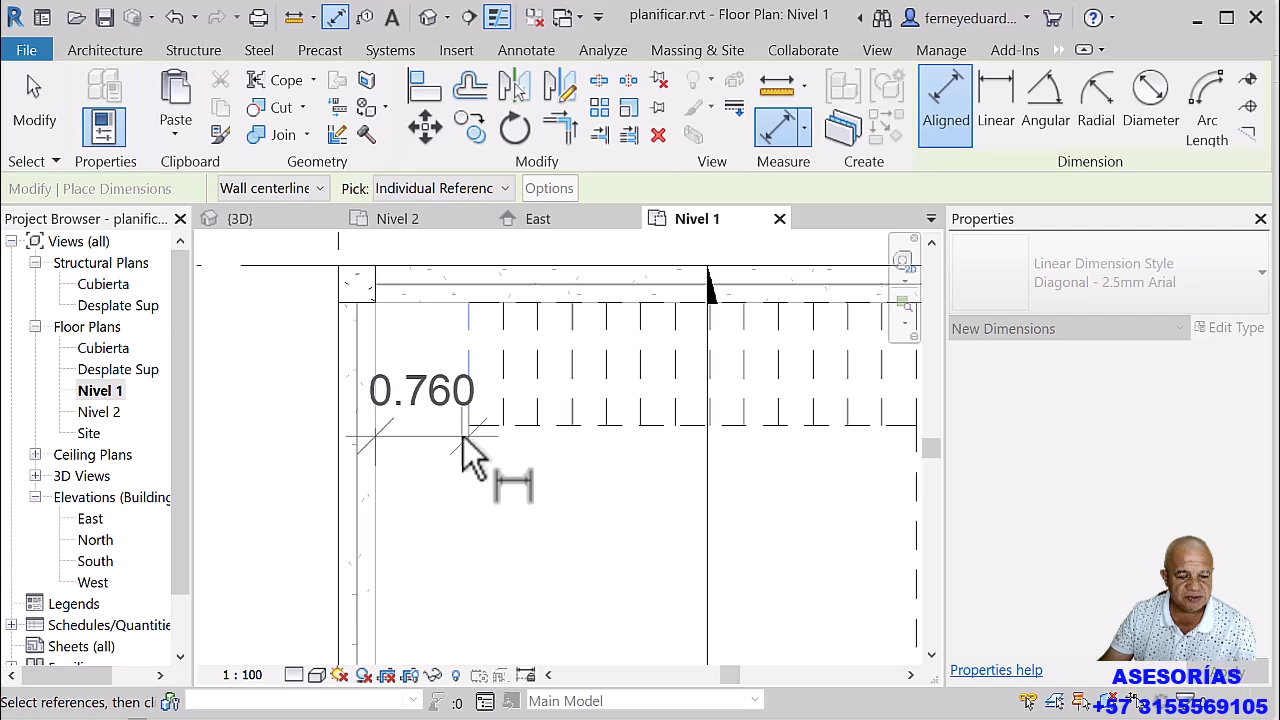 planificar.rvt - Floor Plan: Nivel 1
ferneyeduard...
File
Architecture
Structure
Steel
Precast
Systems
Insert
Annotate
Analyze
Massing & Site
Collaborate
View
Manage
Add-Ins
Modify
Paste
Cope
Cut
Join
Aligned
Linear
Angular
Radial
Diameter
Arc
Length
Select
Properties
Clipboard
Geometry
Modify
View
Measure
Create
Dimension
Modify | Place Dimensions
Wall centerline
Pick:
Individual Referenc
Options
Project Browser - planific...
{3D}
Nivel 2
East
Nivel 1
Properties
Views (all)
Structural Plans
Cubierta
Desplate Sup
Floor Plans
Cubierta
Desplate Sup
Nivel 1
Nivel 2
Site
Ceiling Plans
3D Views
Elevations (Building
East
North
South
West
Legends
Schedules/Quantitie
Sheets (all)
2D
Linear Dimension Style
Diagonal - 2.5mm Arial
New Dimensions
Edit Type
0.760
Properties help
1 : 100
Select references, then cl
:0
Main Model
ASESORÍAS
+57 3155569105